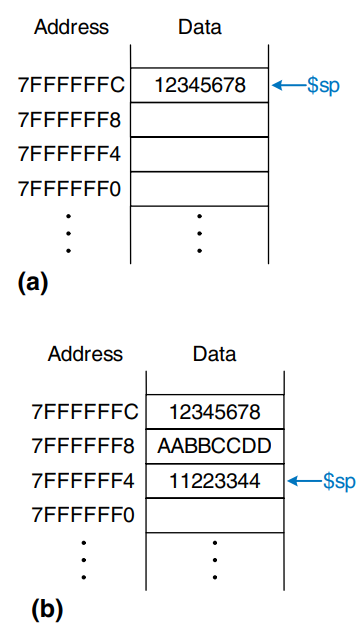 Address Data
7FFFFFFC 12345678 $sp
7FFFFFF8
7FFFFFF4
7FFFFFF0
(a)
Address Data
7FFFFFFC 12345678
7FFFFFF8 AABBCCDD
7FFFFFF4 11223344 $sp
7FFFFFF0
(b)